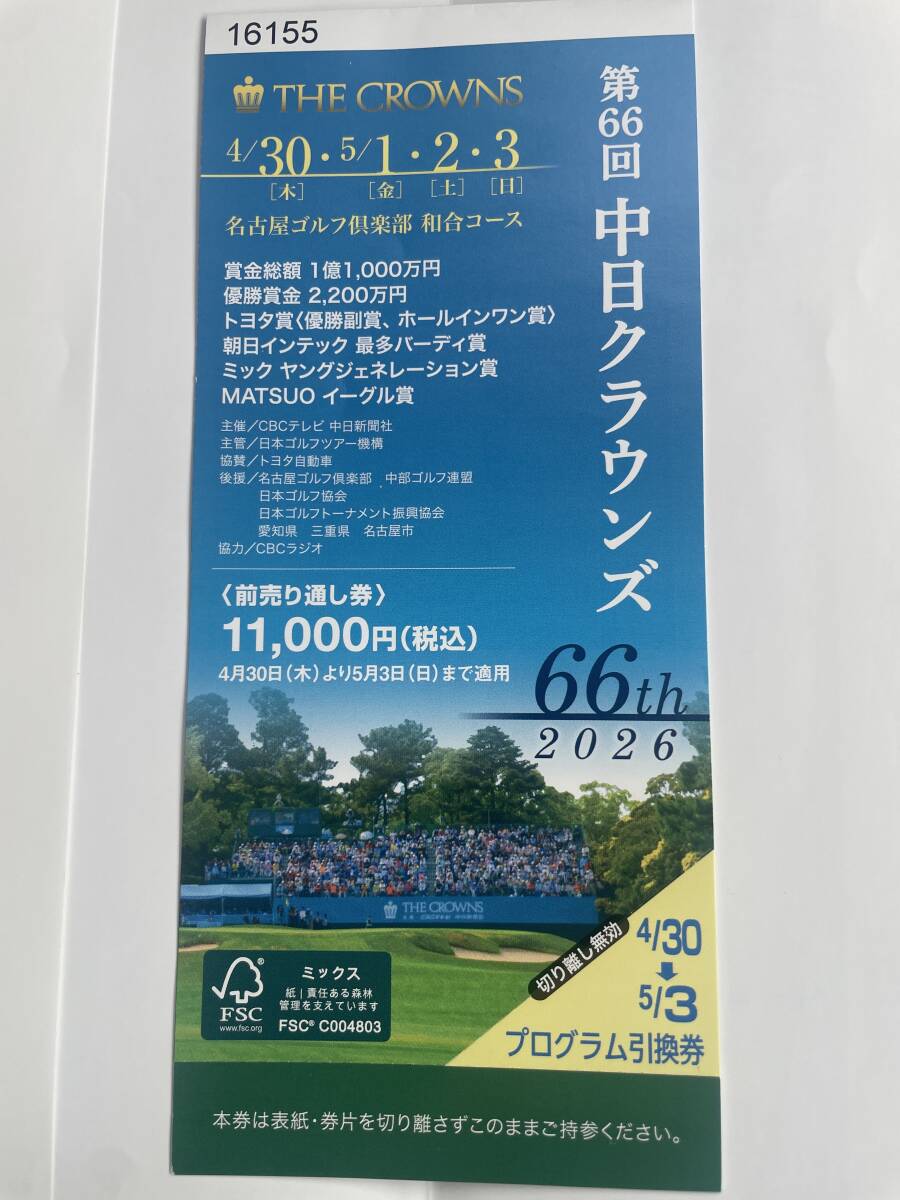 16155
THE CROWNS
4/30・5/1・2・3
[木] [金] [土] [日]
名古屋ゴルフ倶楽部 和合コース
賞金総額 1億1,000万円
優勝賞金 2,200万円
トヨタ賞〈優勝副賞、ホールインワン賞〉
朝日インテック 最多バーディ賞
ミック ヤングジェネレーション賞
MATSUO イーグル賞
主催/CBCテレビ 中日新聞社
主管/日本ゴルフツアー機構
協賛/トヨタ自動車
後援/名古屋ゴルフ倶楽部 中部ゴルフ連盟
日本ゴルフ協会
日本ゴルフトーナメント振興協会
愛知県 三重県 名古屋市
協力/CBCラジオ
〈前売り通し券〉
11,000円(税込)
4月30日(木)より5月3日(日)まで適用
第66回 中日クラウンズ
66th
2026
THE CROWNS
切り離し無効
4/30
5/3
プログラム引換券
FSC®
www.fsc.org
ミックス
紙|責任ある森林
管理を支えています
FSC® C004803
本券は表紙・券片を切り離さずこのままご持参ください。